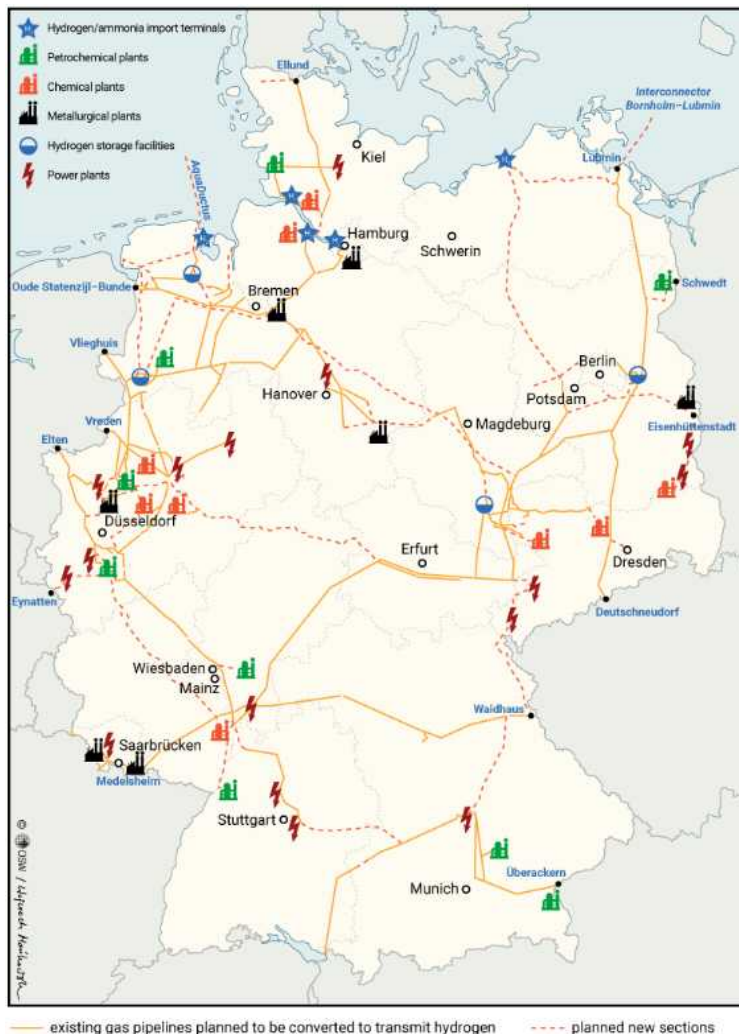 Hydrogen/ammonia import terminals
Petrochemical plants
Chemical plants
Metallurgical plants
Hydrogen storage facilities
Power plants
Ellund
Interconnector
Bornholm–Lubmin
Kiel
Lubmin
AquaDuctus
Hamburg
Schwerin
Oude Statenzijl–Bunde
Bremen
Schwedt
Vlieghuis
Berlin
Hanover
Potsdam
Vreden
Magdeburg
Eisenhüttenstadt
Elten
Düsseldorf
Erfurt
Dresden
Eynatten
Deutschneudorf
Wiesbaden
Mainz
Waidhaus
Saarbrücken
Medelsheim
Stuttgart
Überackern
Munich
© OSW /
existing gas pipelines planned to be converted to transmit hydrogen
planned new sections